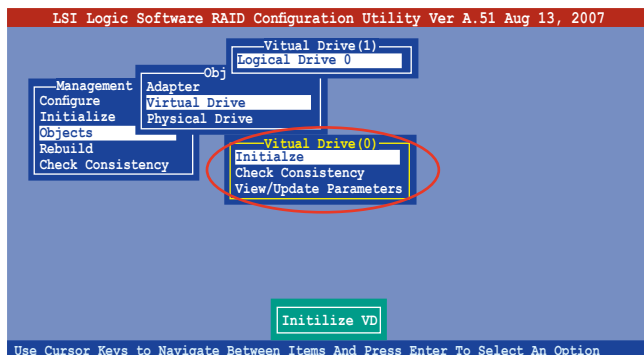 LSI Logic Software RAID Configuration Utility Ver A.51 Aug 13, 2007
Vitual Drive(1)
Logical Drive 0
Obj
Adapter
Virtual Drive
Physical Drive
Management
Configure
Initialize
Objects
Rebuild
Check Consistency
Vitual Drive(0)
Initialze
Check Consistency
View/Update Parameters
Initilize VD
Use Cursor Keys to Navigate Between Items And Press Enter To Select An Option